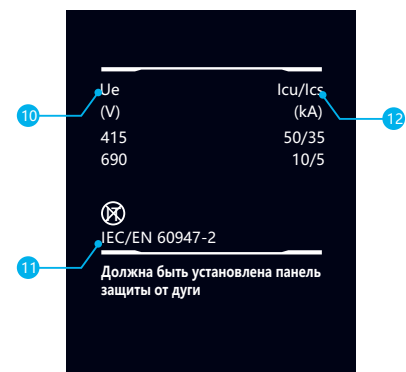 Ue Icu/Ics
10 (V) (kA) 12
415 50/35
690 10/5
IT
IEC/EN 60947-2
11
Должна быть установлена панель
защиты от дуги